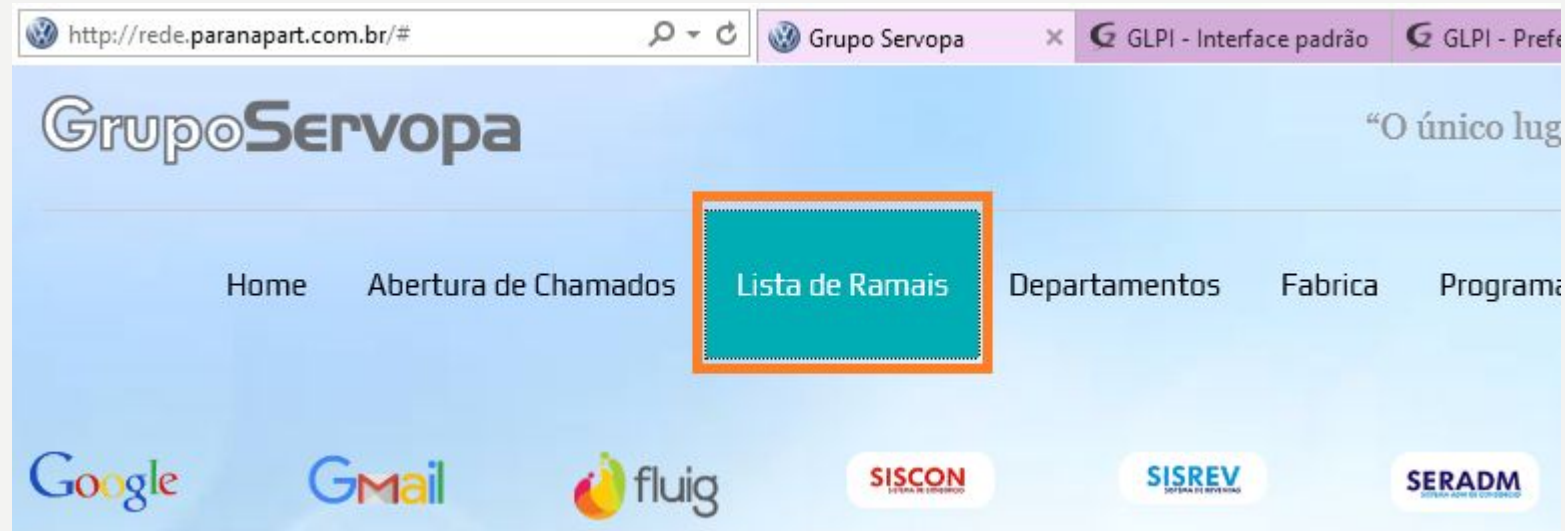 http://rede.paranapart.com.br/# Grupo Servopa GLPI - Interface padrão GLPI - Prefe
GrupoServopa
“O único lug
Home Abertura de Chamados Lista de Ramais Departamentos Fabrica Programa
Google Gmail fluig SISCON SISREV SERADM